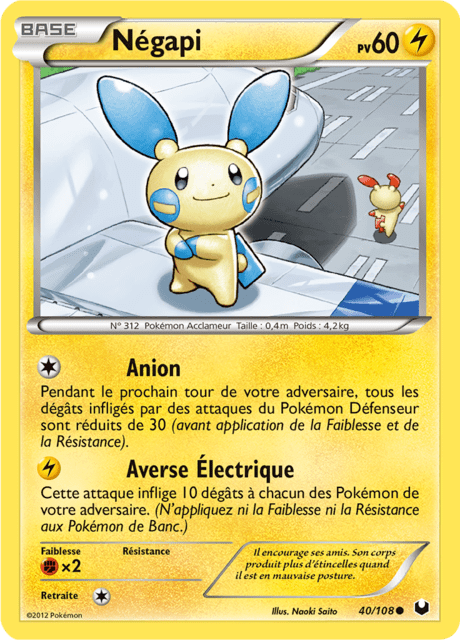 BASE
Négapi
PV60
N° 312 Pokémon Acclameur Taille : 0,4m Poids : 4,2kg
Anion
Pendant le prochain tour de votre adversaire, tous les
dégâts infligés par des attaques du Pokémon Défenseur
sont réduits de 30 (avant application de la Faiblesse et de
la Résistance).
Averse Électrique
Cette attaque inflige 10 dégâts à chacun des Pokémon de
votre adversaire. (N'appliquez ni la Faiblesse ni la Résistance
aux Pokémon de Banc.)
Faiblesse Résistance
×2
Retraite
Il encourage ses amis. Son corps
produit plus d'étincelles quand
il est en mauvaise posture.
©2012 Pokémon
Illus. Naoki Saito
40/108